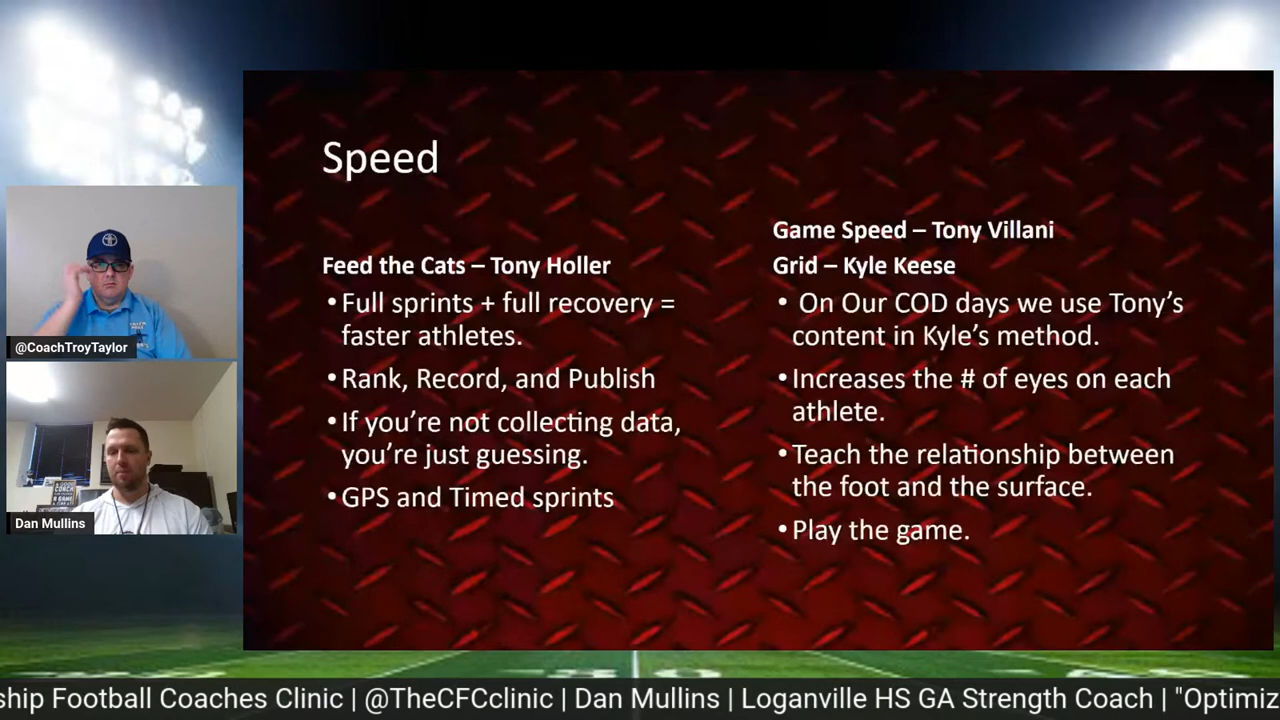 Speed
Feed the Cats – Tony Holler
•Full sprints + full recovery =
faster athletes.
•Rank, Record, and Publish
•If you’re not collecting data,
you’re just guessing.
•GPS and Timed sprints
Game Speed – Tony Villani
Grid – Kyle Keese
• On Our COD days we use Tony’s
content in Kyle’s method.
•Increases the # of eyes on each
athlete.
•Teach the relationship between
the foot and the surface.
•Play the game.
@CoachTroyTaylor
Dan Mullins
ship Football Coaches Clinic | @TheCFCclinic | Dan Mullins | Loganville HS GA Strength Coach | "Optimiz